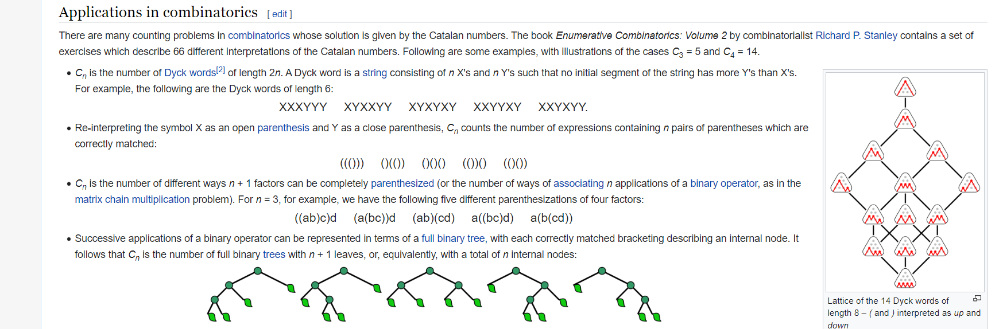 Applications in combinatorics [ edit ]
There are many counting problems in combinatorics whose solution is given by the Catalan numbers. The book Enumerative Combinatorics: Volume 2 by combinatorialist Richard P. Stanley contains a set of
exercises which describe 66 different interpretations of the Catalan numbers. Following are some examples, with illustrations of the cases C3 = 5 and C4 = 14.
• Cn is the number of Dyck words[2] of length 2n. A Dyck word is a string consisting of n X's and n Y's such that no initial segment of the string has more Y's than X's.
For example, the following are the Dyck words of length 6:
XXXYYY XYXXYY XYXYXY XXYYXY XXYXYY.
• Re-interpreting the symbol X as an open parenthesis and Y as a close parenthesis, Cn counts the number of expressions containing n pairs of parentheses which are
correctly matched:
((())) ()(()) ()()() (())() (()())
• Cn is the number of different ways n + 1 factors can be completely parenthesized (or the number of ways of associating n applications of a binary operator, as in the
matrix chain multiplication problem). For n = 3, for example, we have the following five different parenthesizations of four factors:
((ab)c)d (a(bc))d (ab)(cd) a((bc)d) a(b(cd))
• Successive applications of a binary operator can be represented in terms of a full binary tree, with each correctly matched bracketing describing an internal node. It
follows that Cn is the number of full binary trees with n + 1 leaves, or, equivalently, with a total of n internal nodes:
Lattice of the 14 Dyck words of
length 8 – ( and ) interpreted as up and
down